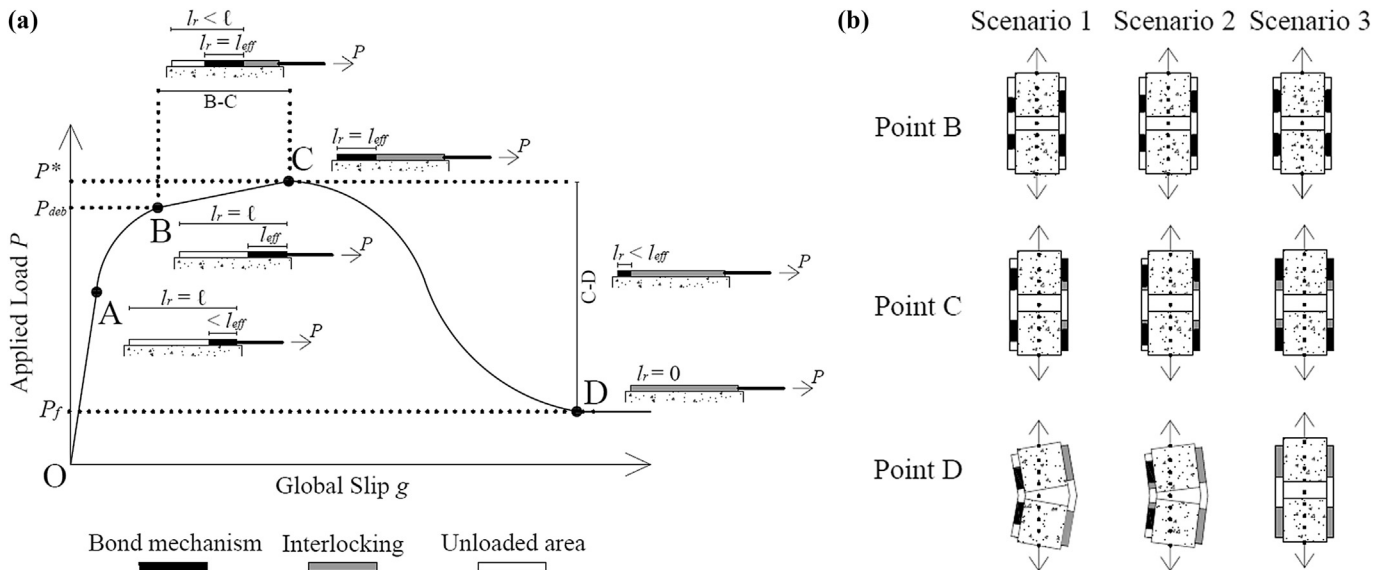 (a)
l_r < ℓ
l_r = l_eff
P
B-C
Applied Load P
P*
P_deb
P_f
O
A
B
C
D
l_r = l_eff
P
l_r = ℓ
l_eff
P
l_r = ℓ
< l_eff
P
C-D
l_r < l_eff
P
l_r = 0
P
Global Slip g
Bond mechanism
Interlocking
Unloaded area
(b)
Scenario 1 Scenario 2 Scenario 3
Point B
Point C
Point D